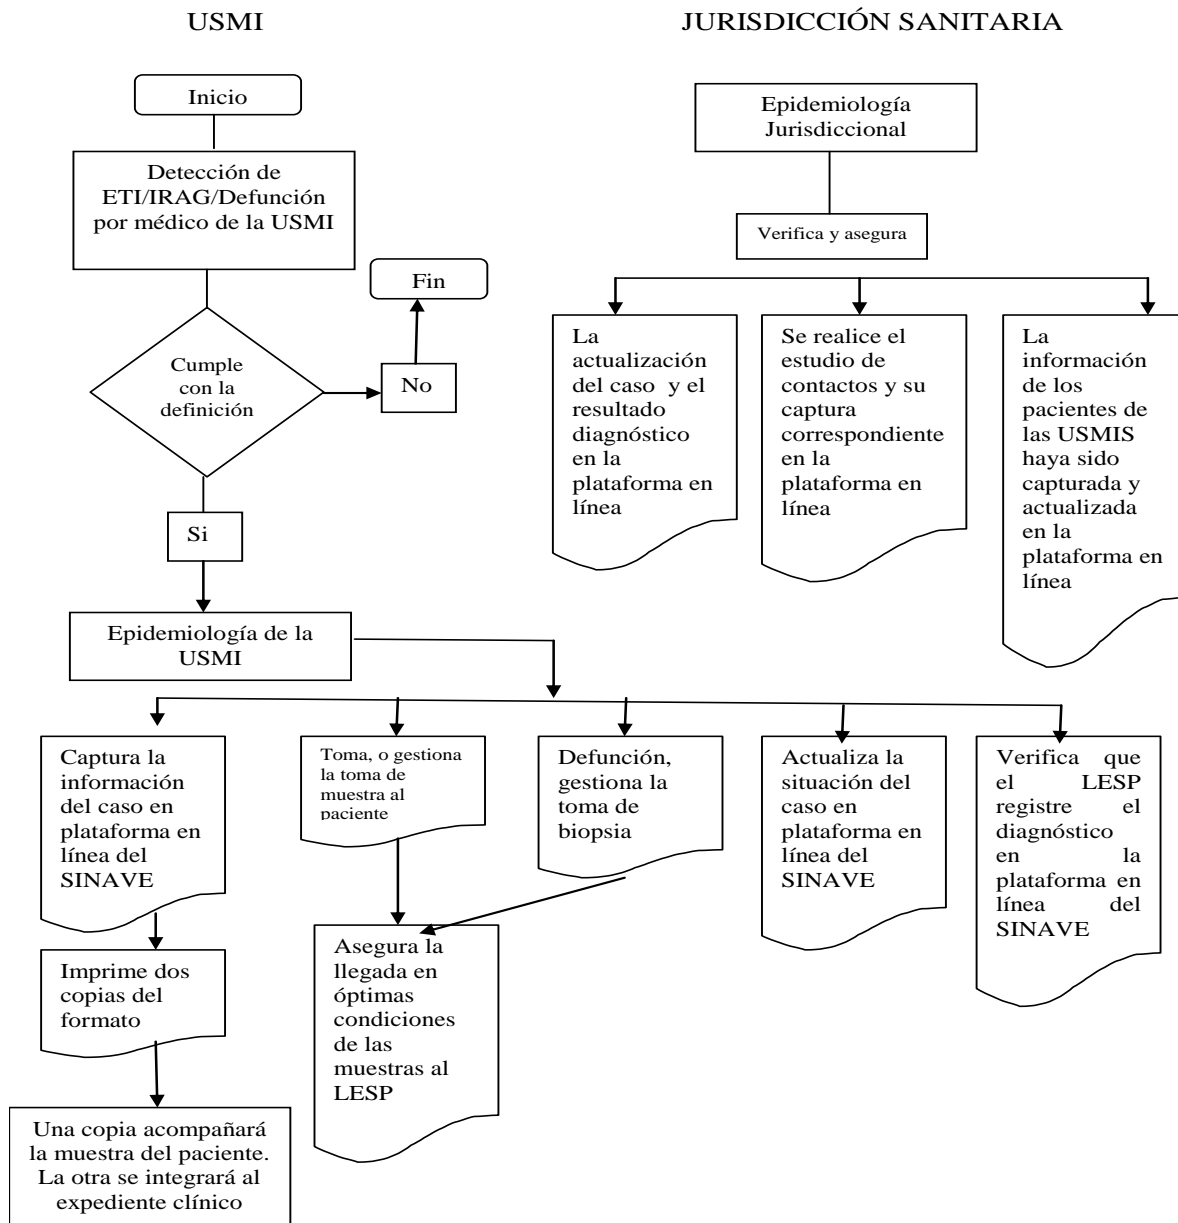 USMI
JURISDICCIÓN SANITARIA
Inicio
Detección de
ETI/IRAG/Defunción
por médico de la USMI
Fin
Cumple
con la
definición
No
Si
Epidemiología de la
USMI
Epidemiología
Jurisdiccional
Verifica y asegura
La
actualización
del caso y el
resultado
diagnóstico
en la
plataforma en
línea
Se realice el
estudio de
contactos y su
captura
correspondiente
en la
plataforma en
línea
La
información
de los
pacientes de
las USMIS
haya sido
capturada y
actualizada
en la
plataforma en
línea
Captura la
información
del caso en
plataforma en
línea del
SINAVE
Imprime dos
copias del
formato
Una copia acompañará
la muestra del paciente.
La otra se integrará al
expediente clínico
Toma, o gestiona
la toma de
muestra al
paciente
Defunción,
gestiona la
toma de
biopsia
Asegura la
llegada en
óptimas
condiciones
de las
muestras al
LESP
Actualiza la
situación del
caso en
plataforma en
línea del
SINAVE
Verifica que
el LESP
registre el
diagnóstico
en la
plataforma en
línea del
SINAVE